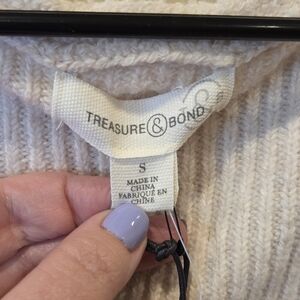 TREASURE & BOND
S
MADE IN
CHINA
FABRIQUÉ EN
CHINE